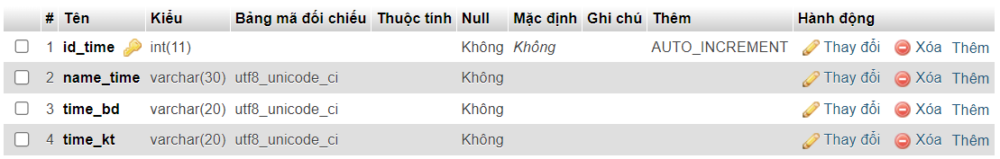 # Tên Kiểu Bảng mã đối chiếu Thuộc tính Null Mặc định Ghi chú Thêm Hành động
1 id_time int(11) Không Không AUTO_INCREMENT Thay đổi Xóa Thêm
2 name_time varchar(30) utf8_unicode_ci Không Thay đổi Xóa Thêm
3 time_bd varchar(20) utf8_unicode_ci Không Thay đổi Xóa Thêm
4 time_kt varchar(20) utf8_unicode_ci Không Thay đổi Xóa Thêm